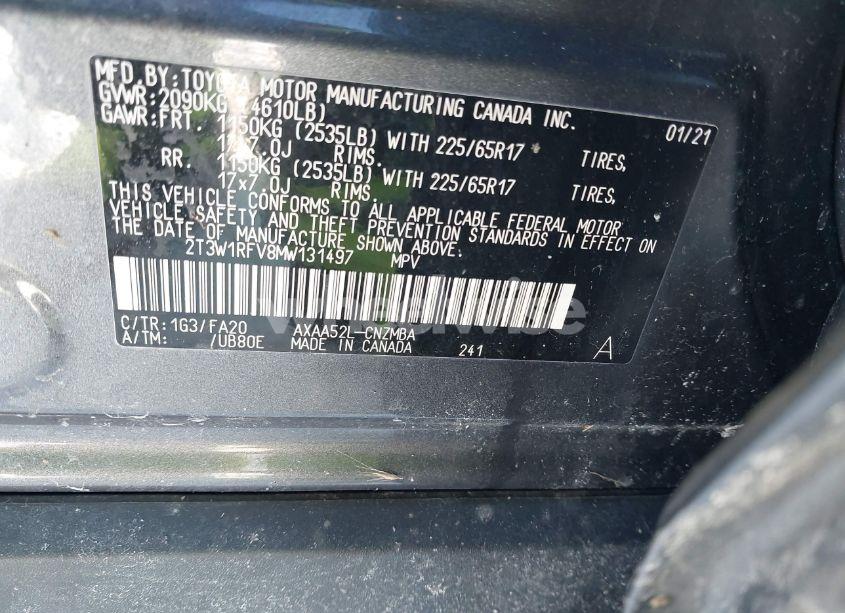 MFD. BY: TOYOTA MOTOR MANUFACTURING CANADA INC.
GVWR: 2090KG (4610LB) 01/21
GAWR: FRT. 1150KG (2535LB) WITH 225/65R17 TIRES,
17x7.0J RIMS.
RR. 1150KG (2535LB) WITH 225/65R17 TIRES,
17x7.0J RIMS.
THIS VEHICLE CONFORMS TO ALL APPLICABLE FEDERAL MOTOR
VEHICLE SAFETY AND THEFT PREVENTION STANDARDS IN EFFECT ON
THE DATE OF MANUFACTURE SHOWN ABOVE.
2T3W1RFV8MW131497 MPV
C/TR: 1G3/FA20 AXAA52L-CNZMBA
A/TM: /UB80E MADE IN CANADA 241 A